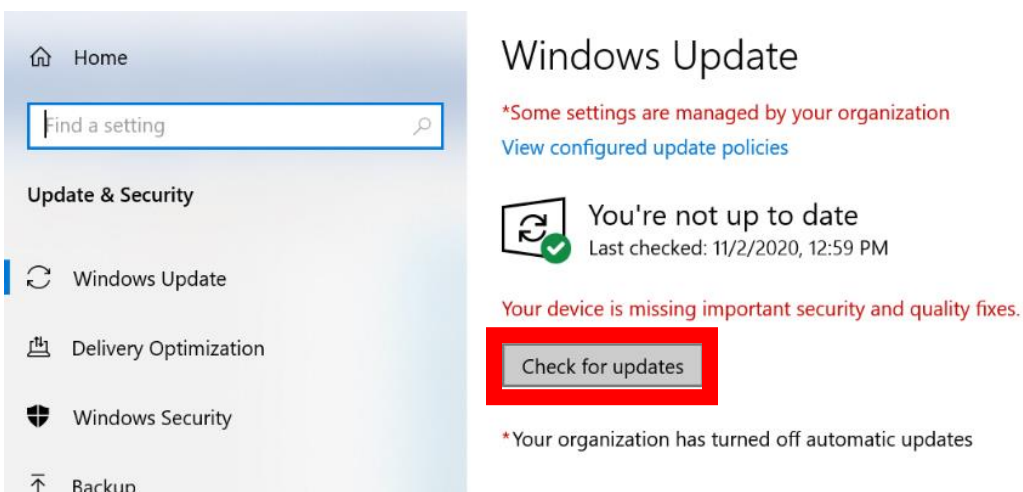 Home
Find a setting
Update & Security
Windows Update
Delivery Optimization
Windows Security
Backup
Windows Update
*Some settings are managed by your organization
View configured update policies
You're not up to date
Last checked: 11/2/2020, 12:59 PM
Your device is missing important security and quality fixes.
Check for updates
*Your organization has turned off automatic updates